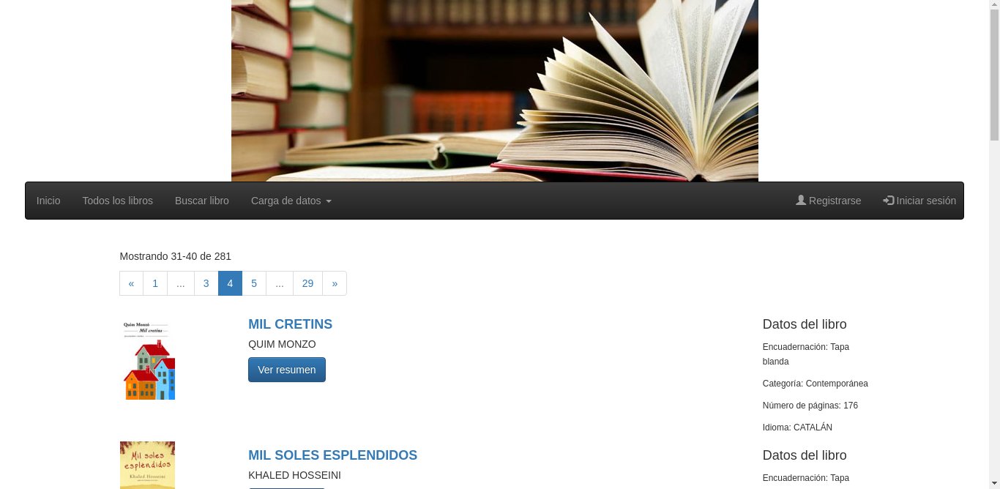 Inicio Todos los libros Buscar libro Carga de datos Registrarse Iniciar sesión
Mostrando 31-40 de 281
« 1 ... 3 4 5 ... 29 »
Quim Monzó
Mil cretins
MIL CRETINS
QUIM MONZO
Ver resumen
Datos del libro
Encuadernación: Tapa
blanda
Categoría: Contemporánea
Número de páginas: 176
Idioma: CATALÁN
Mil soles
espléndidos
Khaled Hosseini
MIL SOLES ESPLENDIDOS
KHALED HOSSEINI
Datos del libro
Encuadernación: Tapa